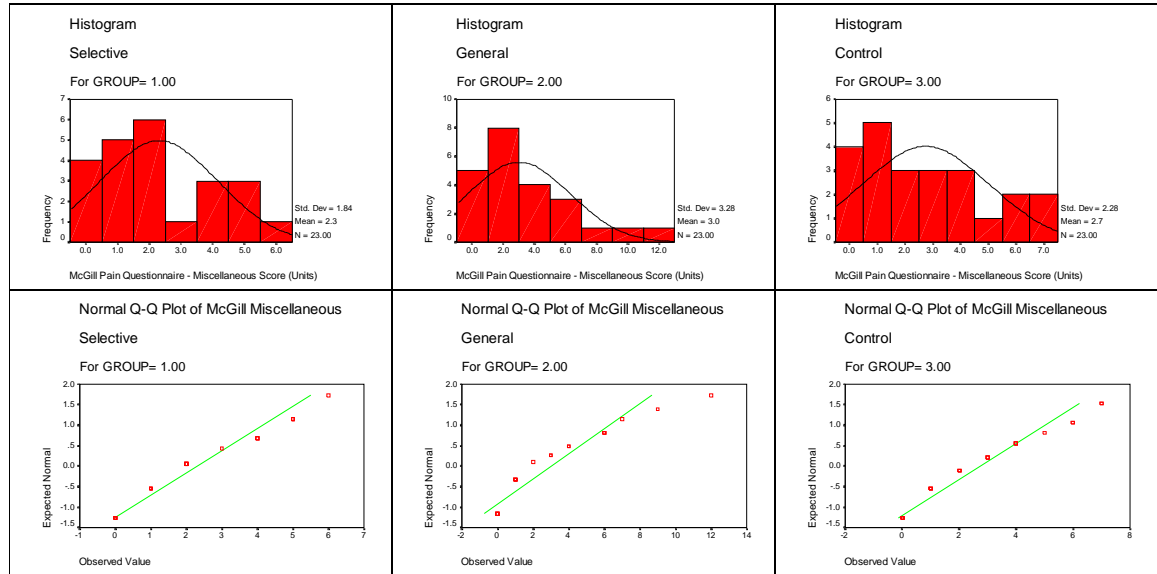 Histogram
Selective
For GROUP= 1.00
7
6
5
4
3
2
1
0
Frequency
0.0 1.0 2.0 3.0 4.0 5.0 6.0
Std. Dev = 1.84
Mean = 2.3
N = 23.00
McGill Pain Questionnaire - Miscellaneous Score (Units)
Histogram
General
For GROUP= 2.00
10
8
6
4
2
0
Frequency
0.0 2.0 4.0 6.0 8.0 10.0 12.0
Std. Dev = 3.28
Mean = 3.0
N = 23.00
McGill Pain Questionnaire - Miscellaneous Score (Units)
Histogram
Control
For GROUP= 3.00
6
5
4
3
2
1
0
Frequency
0.0 1.0 2.0 3.0 4.0 5.0 6.0 7.0
Std. Dev = 2.28
Mean = 2.7
N = 23.00
McGill Pain Questionnaire - Miscellaneous Score (Units)
Normal Q-Q Plot of McGill Miscellaneous
Selective
For GROUP= 1.00
2.0
1.5
1.0
.5
0.0
-.5
-1.0
-1.5
Expected Normal
-1 0 1 2 3 4 5 6 7
Observed Value
Normal Q-Q Plot of McGill Miscellaneous
General
For GROUP= 2.00
2.0
1.5
1.0
.5
0.0
-.5
-1.0
-1.5
Expected Normal
-2 0 2 4 6 8 10 12 14
Observed Value
Normal Q-Q Plot of McGill Miscellaneous
Control
For GROUP= 3.00
2.0
1.5
1.0
.5
0.0
-.5
-1.0
-1.5
Expected Normal
-2 0 2 4 6 8
Observed Value